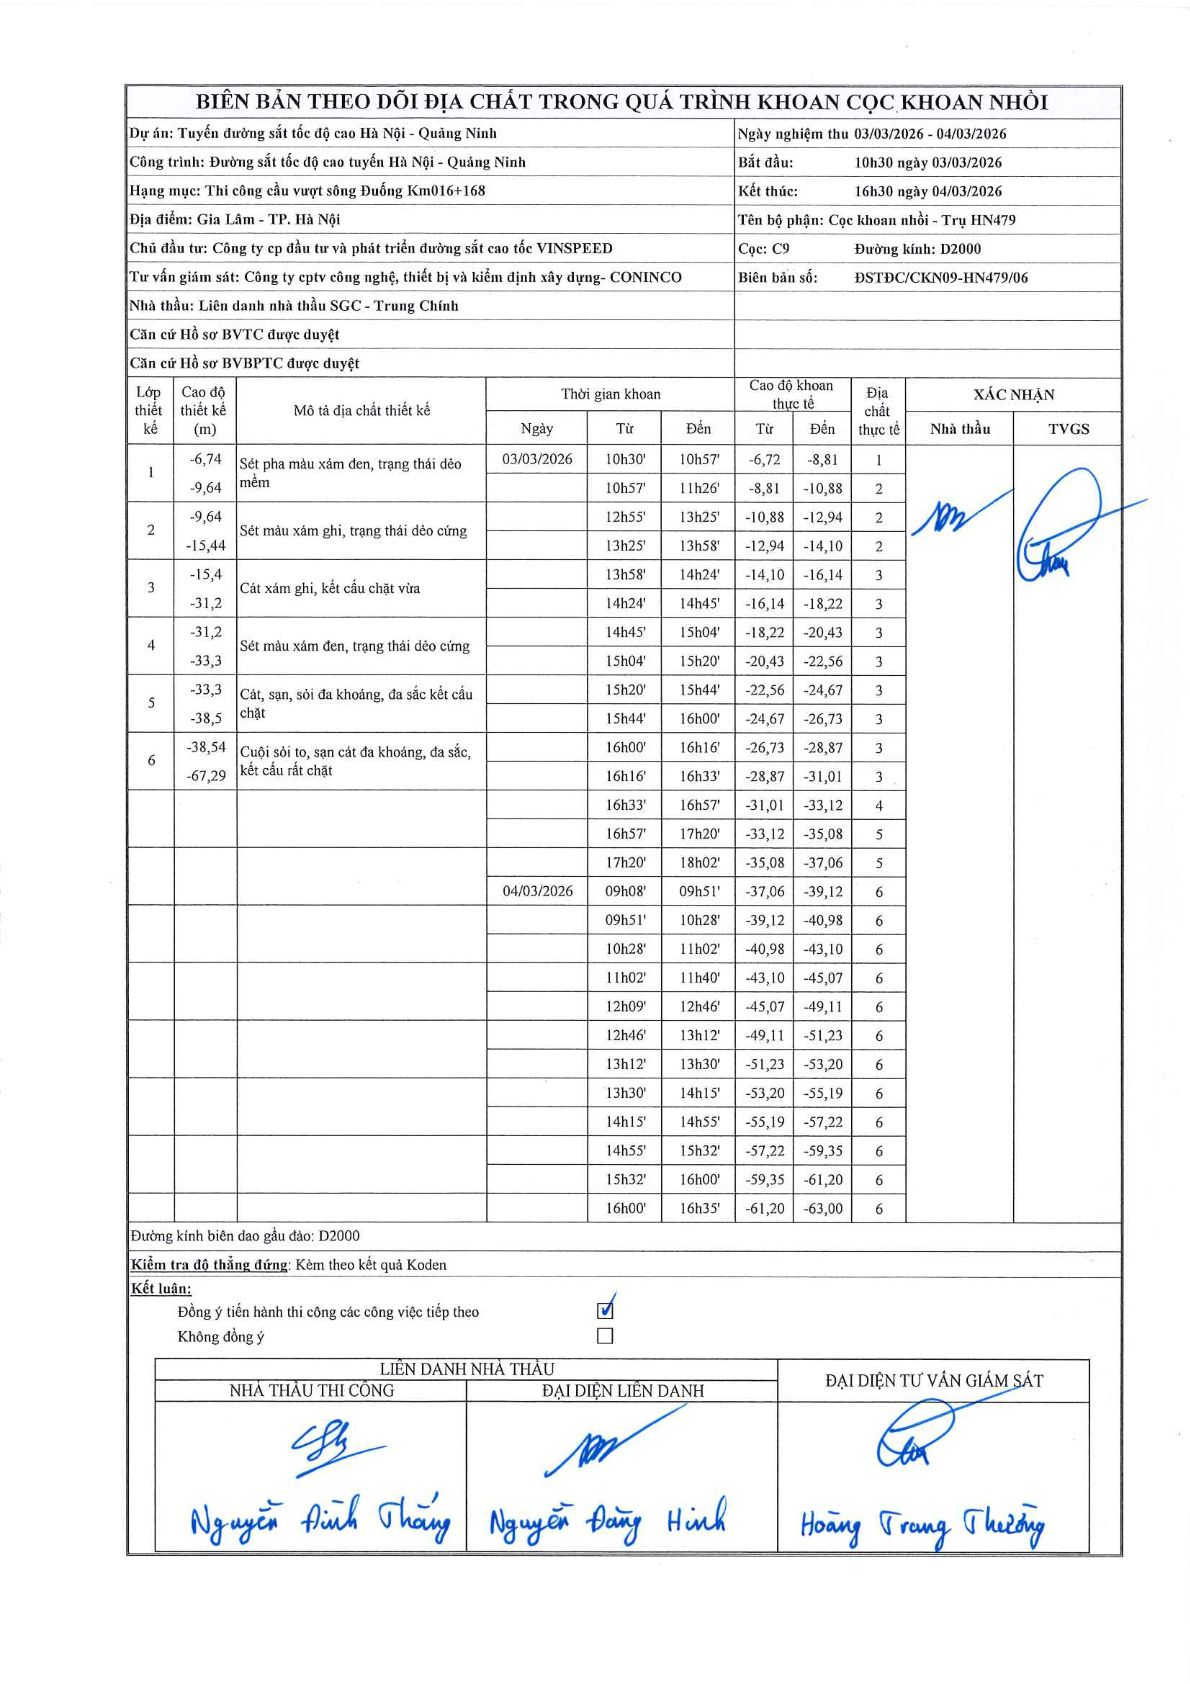 BIÊN BẢN THEO DÕI ĐỊA CHẤT TRONG QUÁ TRÌNH KHOAN CỌC KHOAN NHỒI
Dự án: Tuyến đường sắt tốc độ cao Hà Nội - Quảng Ninh
Ngày nghiệm thu 03/03/2026 - 04/03/2026
Công trình: Đường sắt tốc độ cao tuyến Hà Nội - Quảng Ninh
Bắt đầu: 10h30 ngày 03/03/2026
Hạng mục: Thi công cầu vượt sông Đuống Km016+168
Kết thúc: 16h30 ngày 04/03/2026
Địa điểm: Gia Lâm - TP. Hà Nội
Tên bộ phận: Cọc khoan nhồi - Trụ HN479
Chủ đầu tư: Công ty cp đầu tư và phát triển đường sắt cao tốc VINSPEED
Cọc: C9 Đường kính: D2000
Tư vấn giám sát: Công ty cptv công nghệ, thiết bị và kiểm định xây dựng- CONINCO
Biên bản số: ĐSTĐC/CKN09-HN479/06
Nhà thầu: Liên danh nhà thầu SGC - Trung Chính
Căn cứ Hồ sơ BVTC được duyệt
Căn cứ Hồ sơ BVBPTC được duyệt
Lớp thiết kế Cao độ thiết kế (m) Mô tả địa chất thiết kế Thời gian khoan Cao độ khoan thực tế Địa chất thực tế XÁC NHẬN
Ngày Từ Đến Từ Đến Nhà thầu TVGS
1 -6,74 Sét pha màu xám đen, trạng thái dẻo mềm 03/03/2026 10h30' 10h57' -6,72 -8,81 1
-9,64 10h57' 11h26' -8,81 -10,88 2
2 -9,64 Sét màu xám ghi, trạng thái dẻo cứng 12h55' 13h25' -10,88 -12,94 2
-15,44 13h25' 13h58' -12,94 -14,10 2
3 -15,4 Cát xám ghi, kết cấu chặt vừa 13h58' 14h24' -14,10 -16,14 3
-31,2 14h24' 14h45' -16,14 -18,22 3
4 -31,2 Sét màu xám đen, trạng thái dẻo cứng 14h45' 15h04' -18,22 -20,43 3
-33,3 15h04' 15h20' -20,43 -22,56 3
5 -33,3 Cát, sạn, sỏi đa khoáng, đa sắc kết cấu chặt 15h20' 15h44' -22,56 -24,67 3
-38,5 15h44' 16h00' -24,67 -26,73 3
6 -38,54 Cuội sỏi to, sạn cát đa khoáng, đa sắc, kết cấu rất chặt 16h00' 16h16' -26,73 -28,87 3
-67,29 16h16' 16h33' -28,87 -31,01 3
16h33' 16h57' -31,01 -33,12 4
16h57' 17h20' -33,12 -35,08 5
17h20' 18h02' -35,08 -37,06 5
04/03/2026 09h08' 09h51' -37,06 -39,12 6
09h51' 10h28' -39,12 -40,98 6
10h28' 11h02' -40,98 -43,10 6
11h02' 11h40' -43,10 -45,07 6
12h09' 12h46' -45,07 -49,11 6
12h46' 13h12' -49,11 -51,23 6
13h12' 13h30' -51,23 -53,20 6
13h30' 14h15' -53,20 -55,19 6
14h15' 14h55' -55,19 -57,22 6
14h55' 15h32' -57,22 -59,35 6
15h32' 16h00' -59,35 -61,20 6
16h00' 16h35' -61,20 -63,00 6
Đường kính biên dao gầu đào: D2000
Kiểm tra độ thẳng đứng: Kèm theo kết quả Koden
Kết luận:
Đồng ý tiến hành thi công các công việc tiếp theo
Không đồng ý
LIÊN DANH NHÀ THẦU
NHÀ THẦU THI CÔNG ĐẠI DIỆN LIÊN DANH ĐẠI DIỆN TƯ VẤN GIÁM SÁT
Nguyễn Đình Thắng Nguyễn Đăng Hinh Hoàng Trung Thường